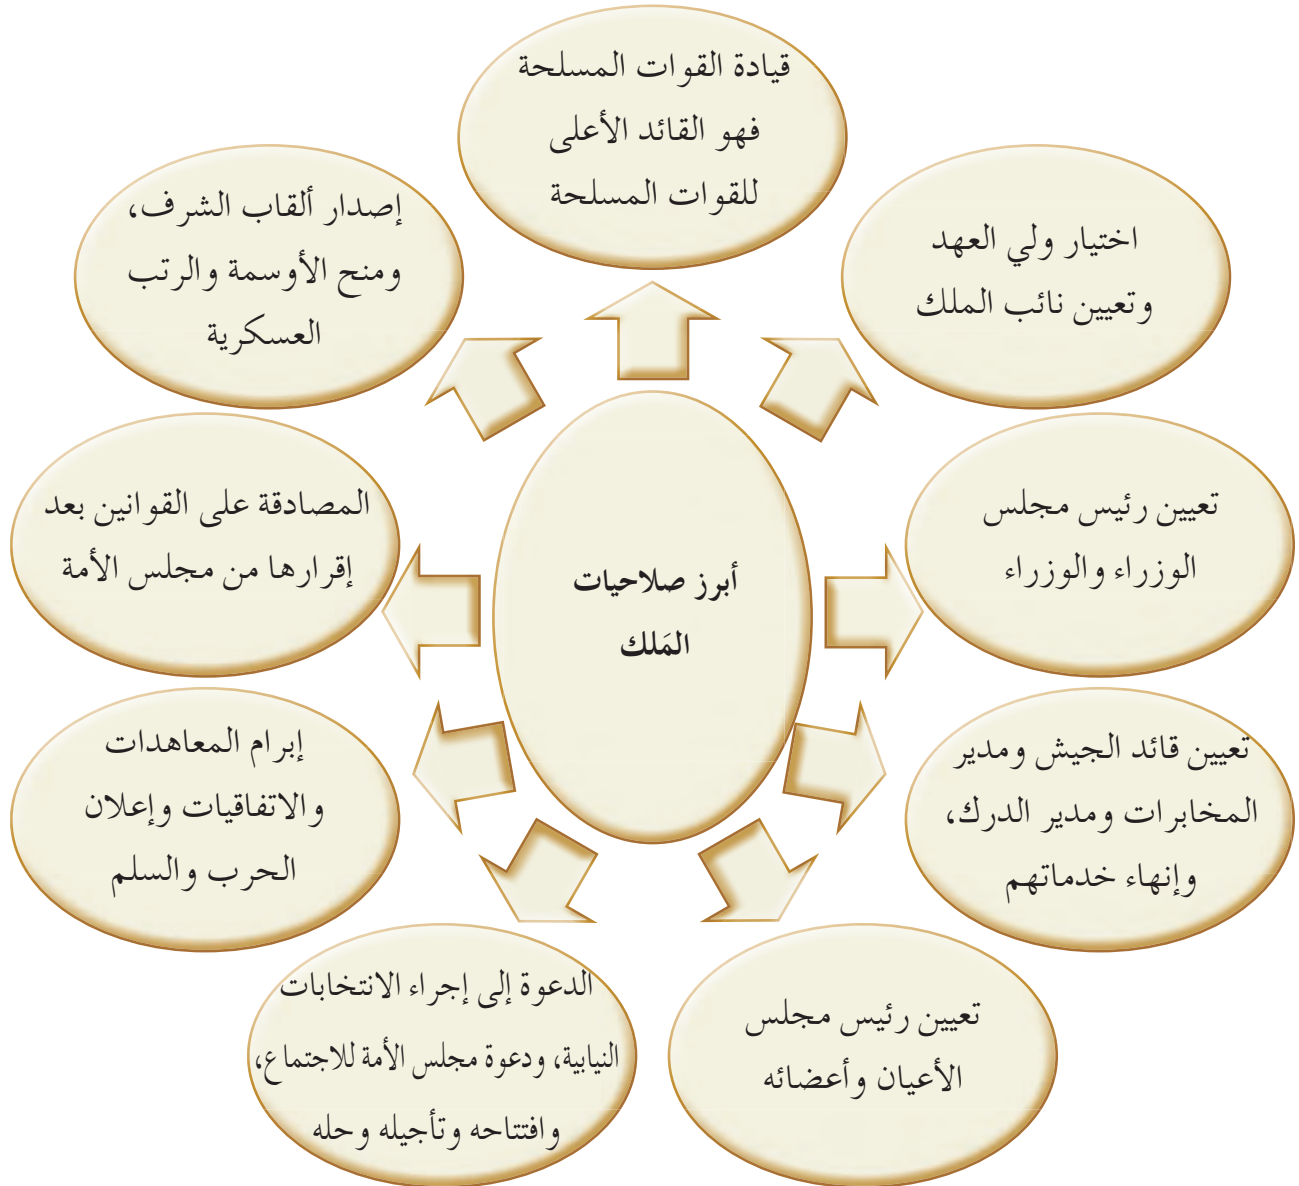 أبرز صلاحيات
المَلك
قيادة القوات المسلحة
فهو القائد الأعلى
للقوات المسلحة
اختيار ولي العهد
وتعيين نائب الملك
تعيين رئيس مجلس
الوزراء والوزراء
تعيين قائد الجيش ومدير
المخابرات ومدير الدرك،
وإنهاء خدماتهم
تعيين رئيس مجلس
الأعيان وأعضائه
الدعوة إلى إجراء الانتخابات
النيابية، ودعوة مجلس الأمة للاجتماع،
وافتتاحه وتأجيله وحله
إبرام المعاهدات
والاتفاقيات وإعلان
الحرب والسلم
المصادقة على القوانين بعد
إقرارها من مجلس الأمة
إصدار ألقاب الشرف،
ومنح الأوسمة والرتب
العسكرية